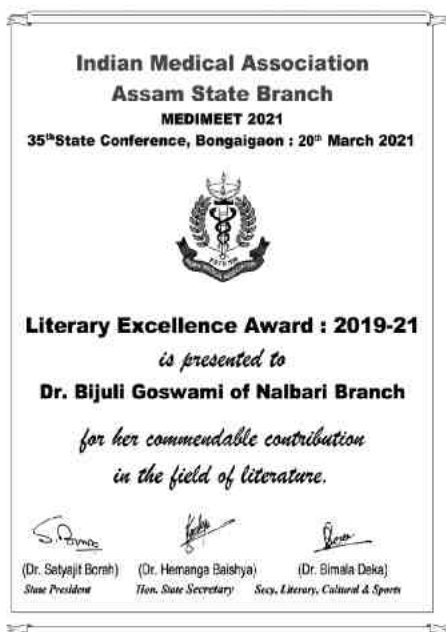 Indian Medical Association
Assam State Branch
MEDIMEET 2021
35th State Conference, Bongaigaon : 20th March 2021
Literary Excellence Award : 2019-21
is presented to
Dr. Bijuli Goswami of Nalbari Branch
for her commendable contribution
in the field of literature.
(Dr. Satyajit Borah) (Dr. Hemanga Baishya) (Dr. Bimala Deka)
State President Hon. State Secretary Secy, Literary, Cultural & Sports